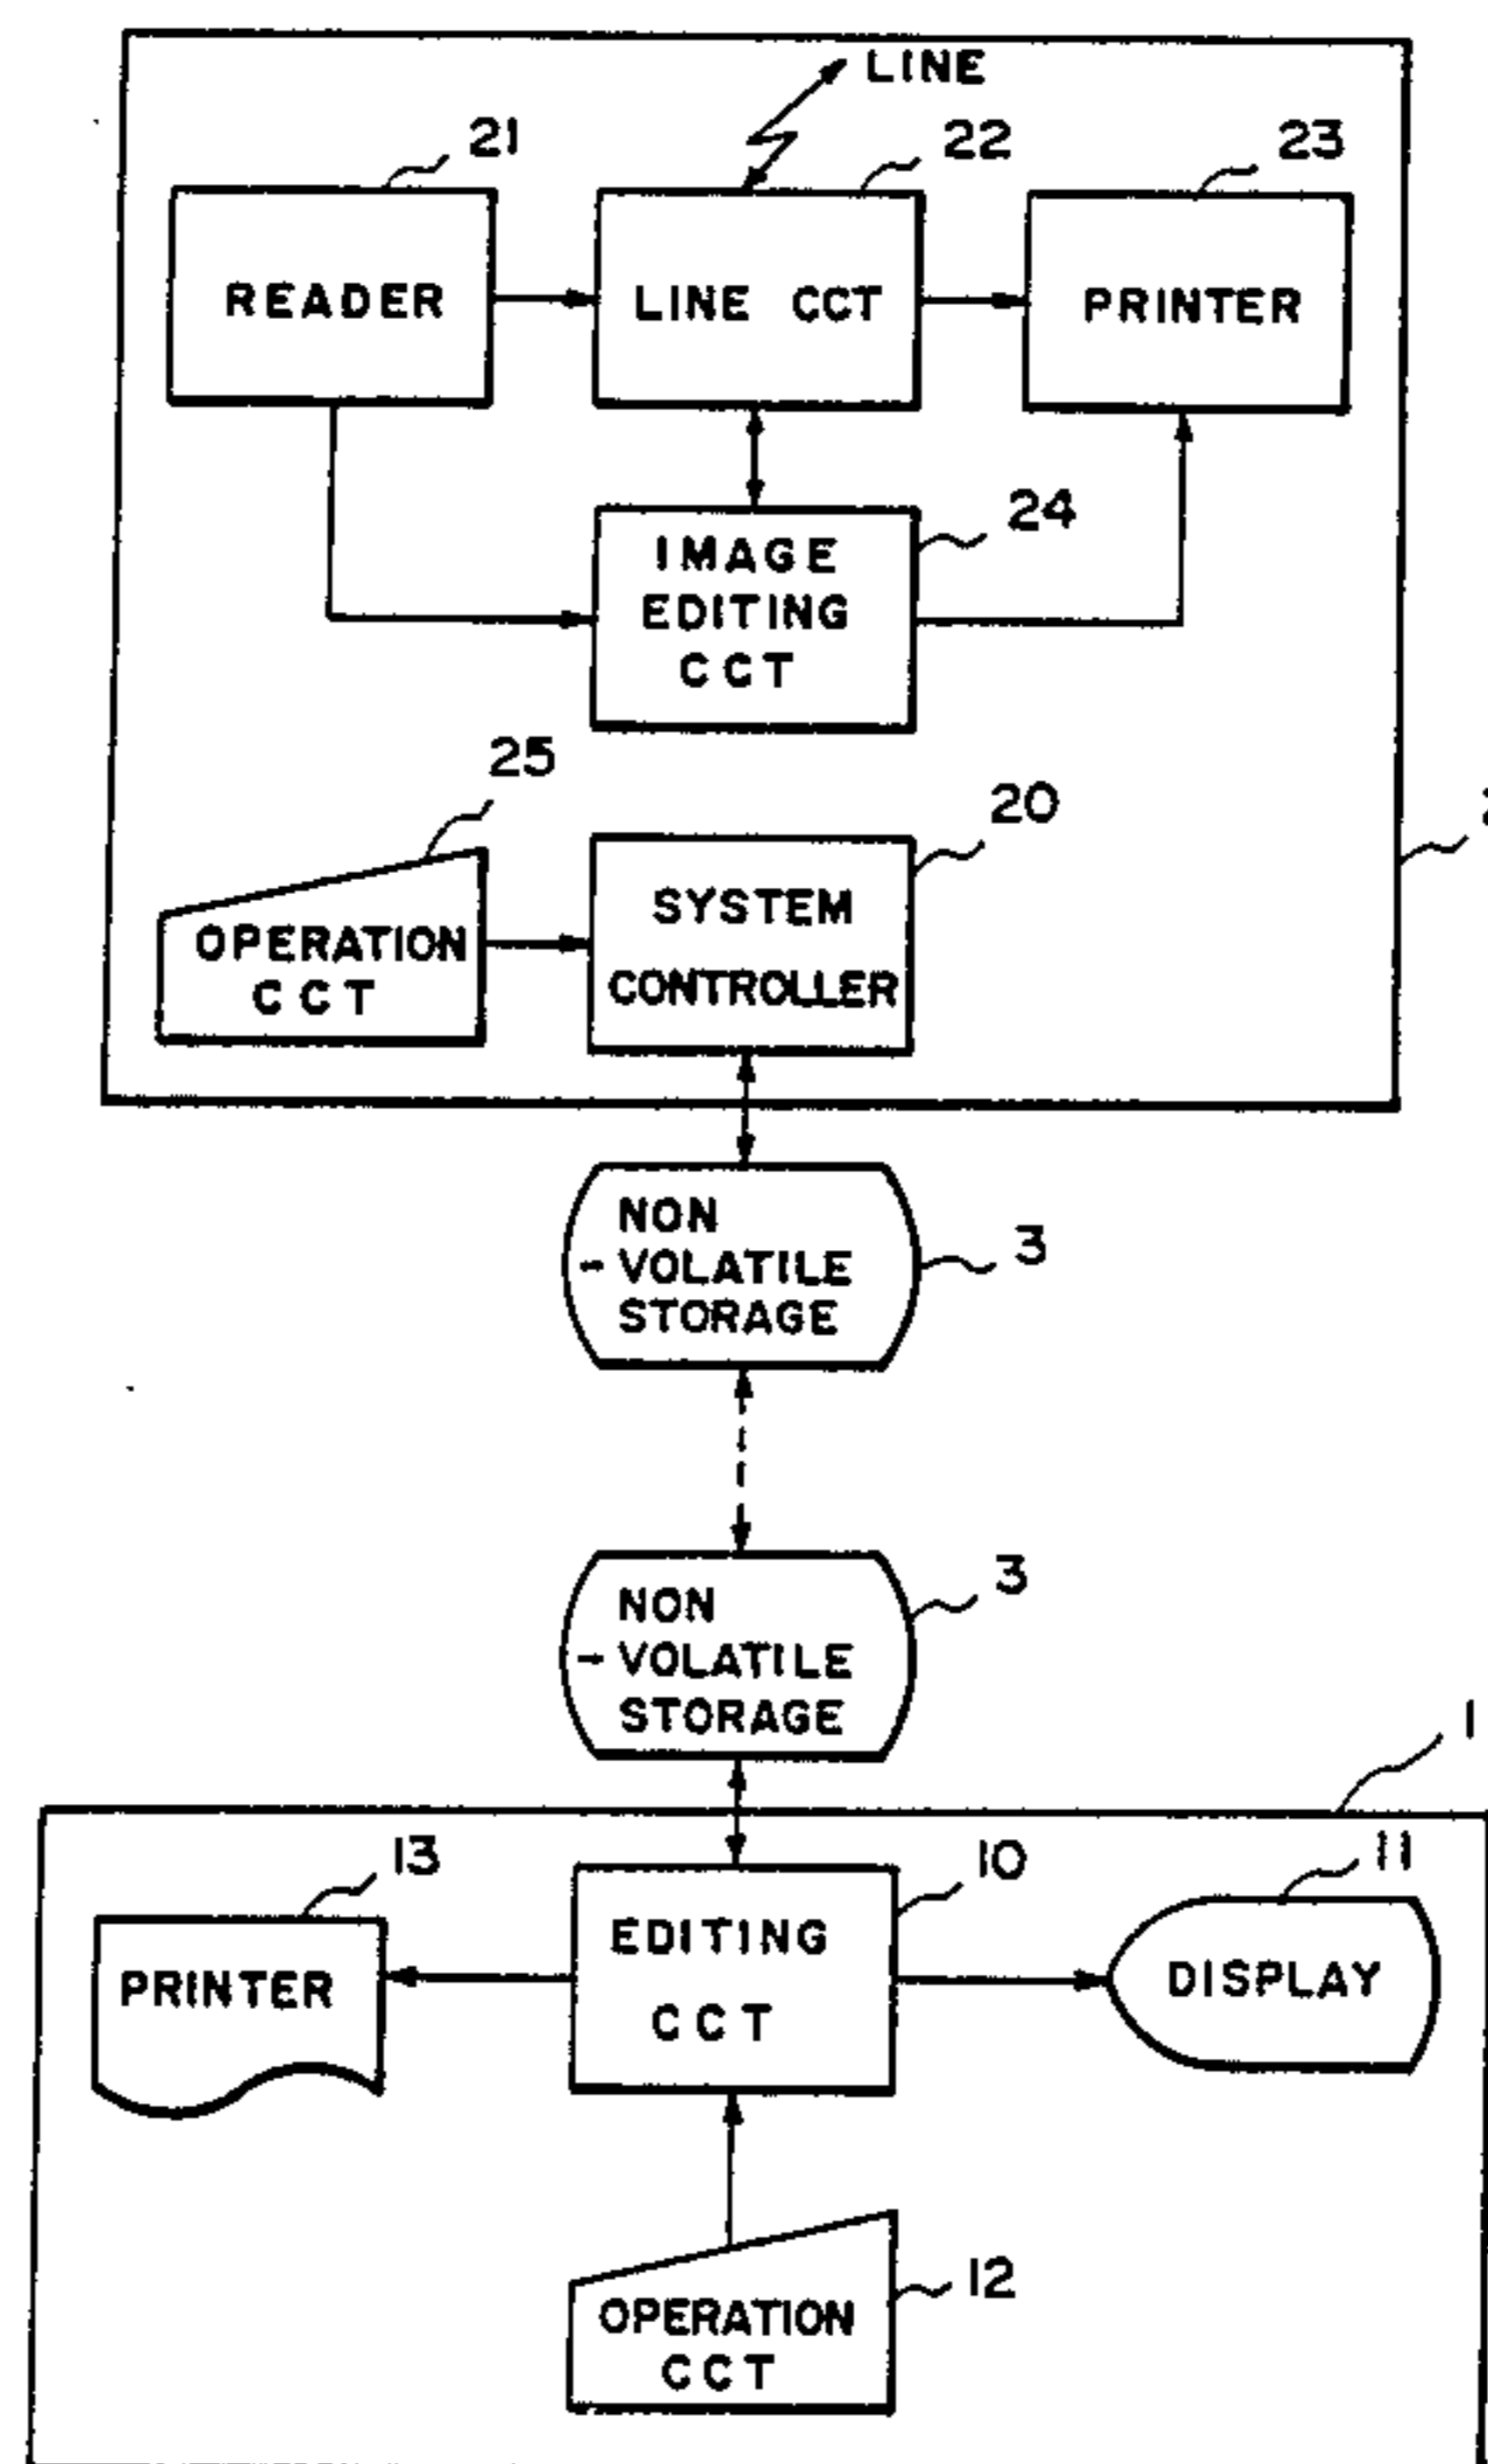 LINE
21
22
23
READER
LINE CCT
PRINTER
24
IMAGE
EDITING
CCT
25
20
OPERATION
CCT
SYSTEM
CONTROLLER
NON
- VOLATILE
STORAGE
3
NON
- VOLATILE
STORAGE
3
1
13
10
11
PRINTER
EDITING
CCT
DISPLAY
12
OPERATION
CCT